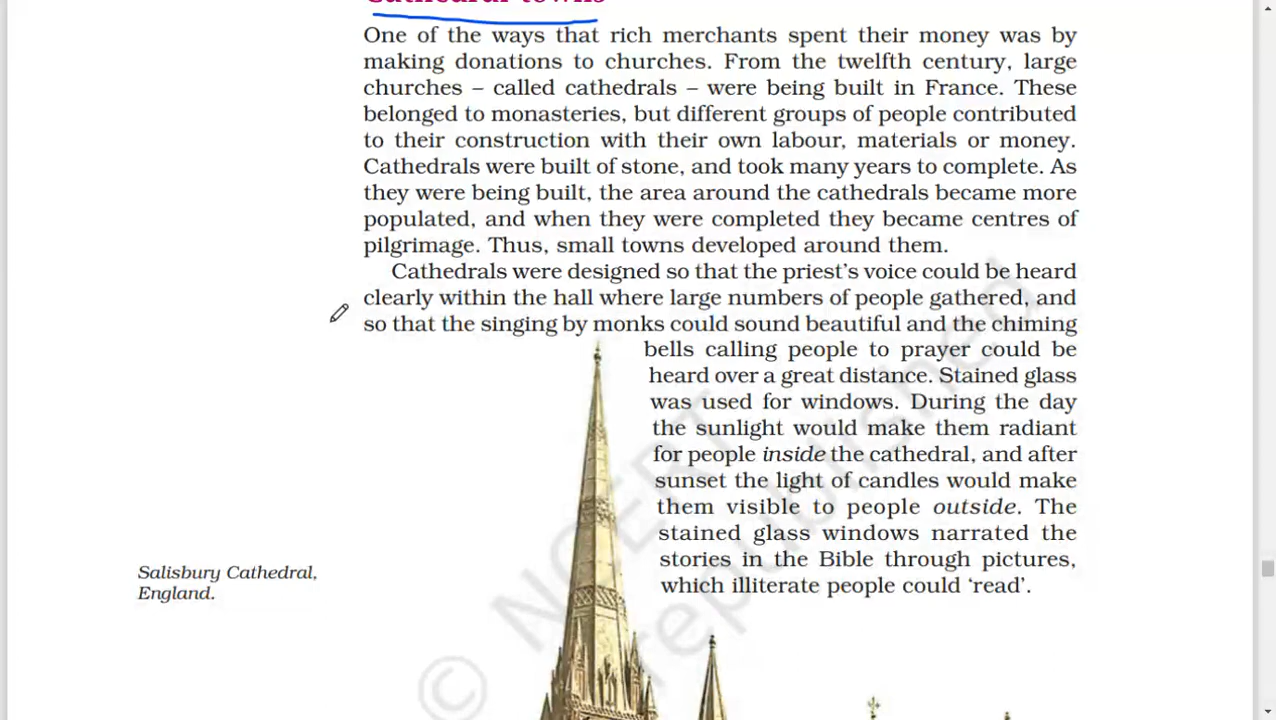 Cathedral towns
One of the ways that rich merchants spent their money was by
making donations to churches. From the twelfth century, large
churches – called cathedrals – were being built in France. These
belonged to monasteries, but different groups of people contributed
to their construction with their own labour, materials or money.
Cathedrals were built of stone, and took many years to complete. As
they were being built, the area around the cathedrals became more
populated, and when they were completed they became centres of
pilgrimage. Thus, small towns developed around them.
Cathedrals were designed so that the priest's voice could be heard
clearly within the hall where large numbers of people gathered, and
so that the singing by monks could sound beautiful and the chiming
bells calling people to prayer could be
heard over a great distance. Stained glass
was used for windows. During the day
the sunlight would make them radiant
for people inside the cathedral, and after
sunset the light of candles would make
them visible to people outside. The
stained glass windows narrated the
stories in the Bible through pictures,
which illiterate people could 'read'.
Salisbury Cathedral,
England.
© NCERT
republished